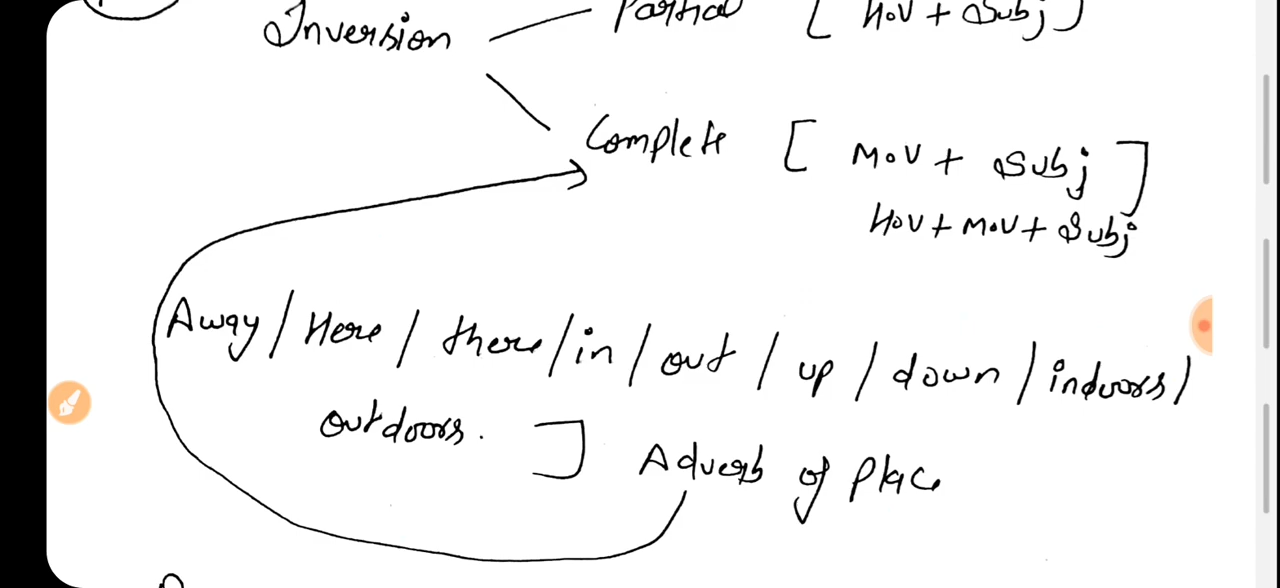 Inversion Partial [ H.V + Subj ]
Complete [ M.V + Subj ]
H.V + M.V + Subj
Away / Here / there / in / out / up / down / indoors /
outdoors. ] Adverb of Place